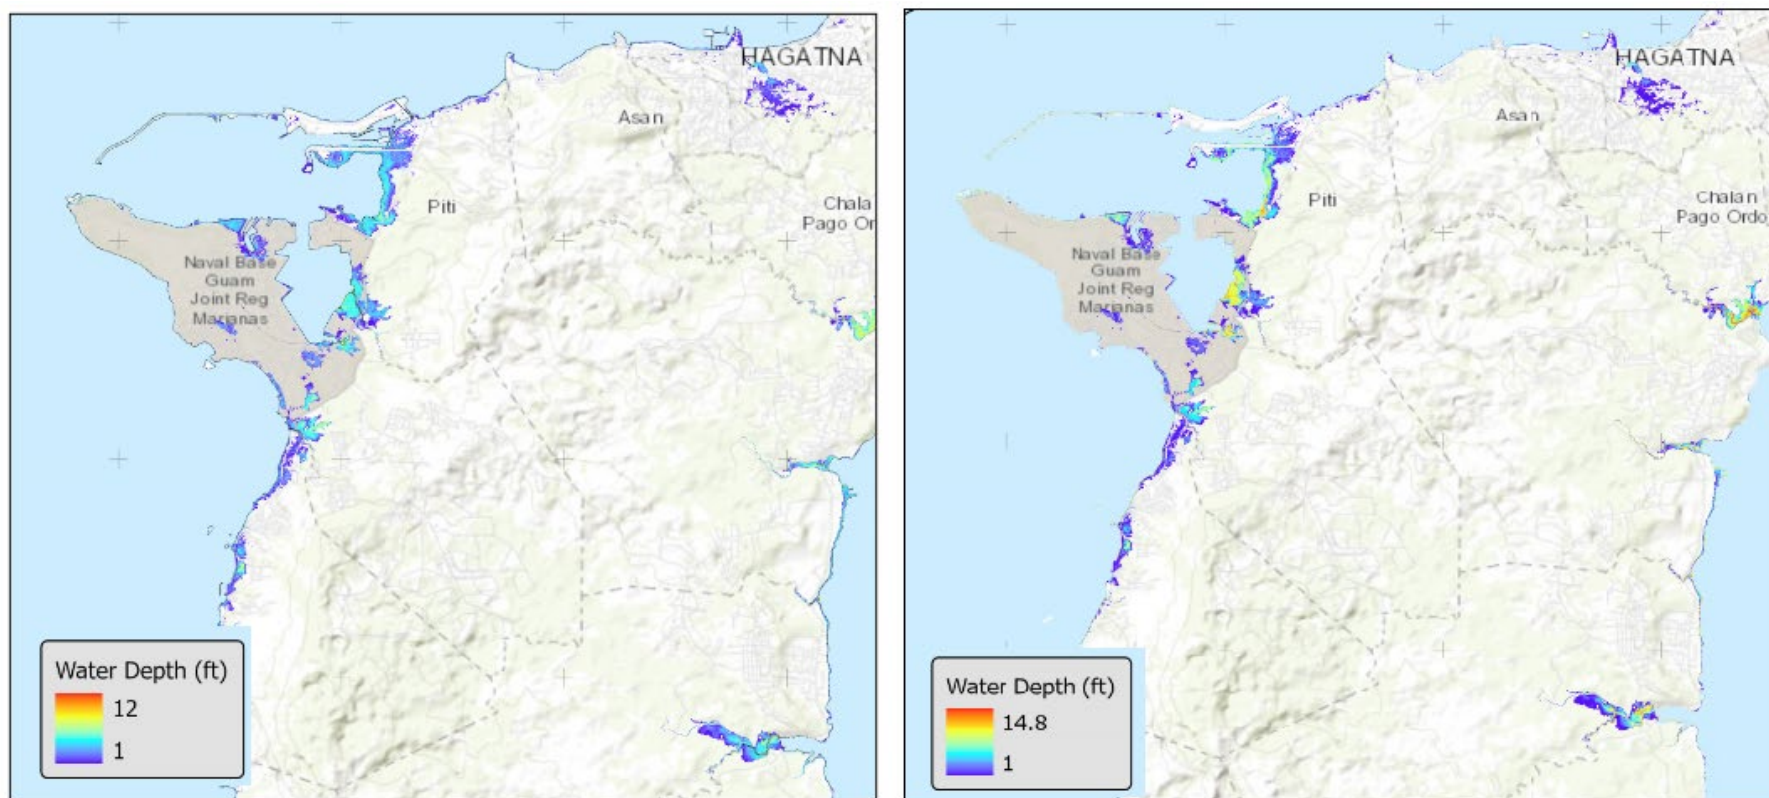 HAGATNA
Asan
Piti
Chala
Pago Or
Naval Base
Guam
Joint Reg
Marianas
Water Depth (ft)
12
1
HAGATNA
Asan
Piti
Chalan
Pago Ordo
Naval Base
Guam
Joint Reg
Marianas
Water Depth (ft)
14.8
1